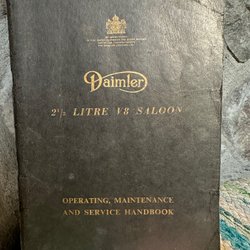 Daimler
2½ LITRE V8 SALOON
OPERATING, MAINTENANCE
AND SERVICE HANDBOOK